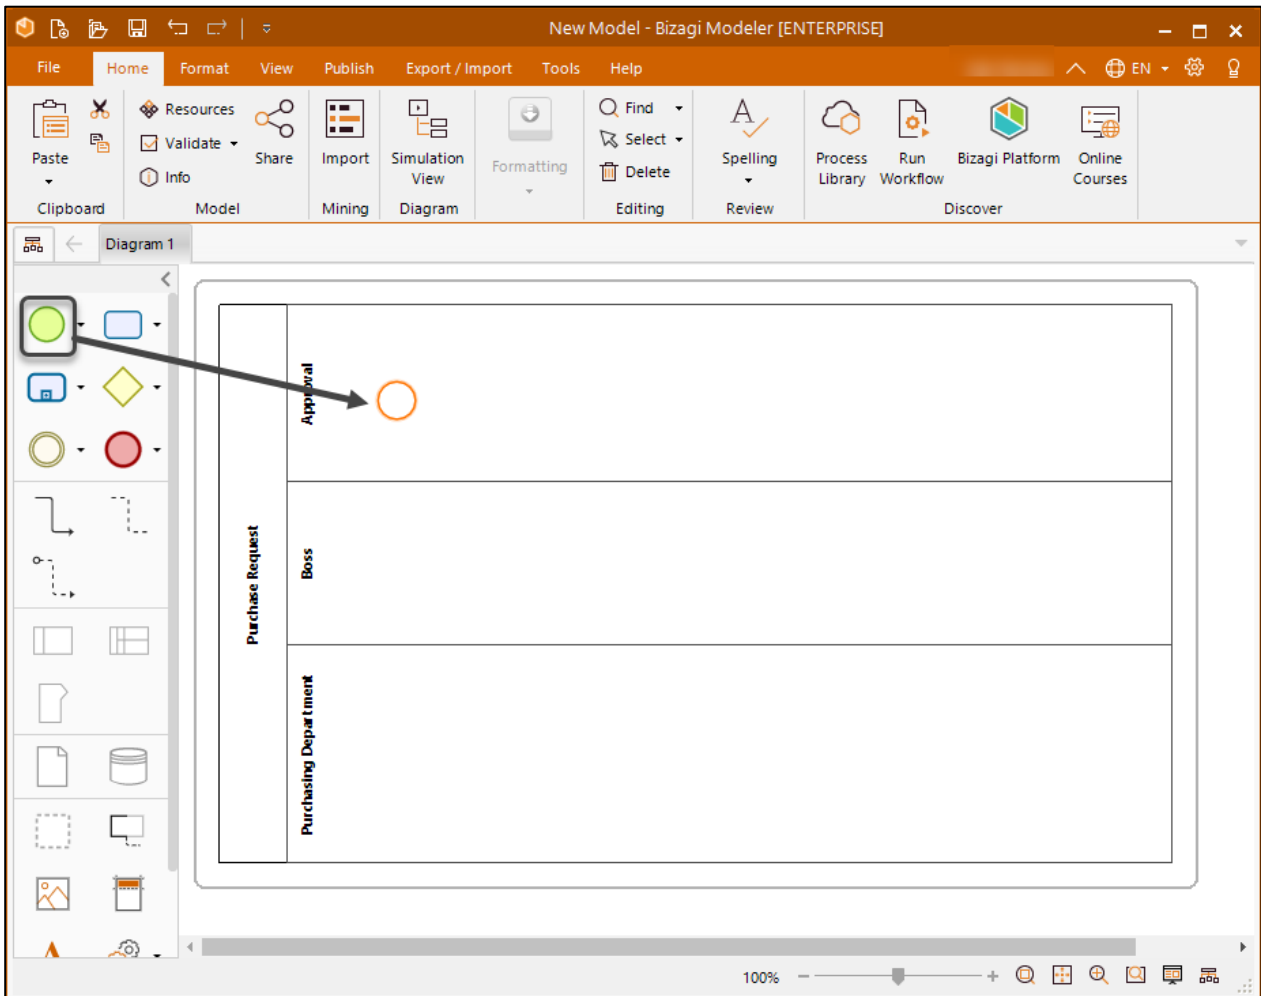 New Model - Bizagi Modeler [ENTERPRISE]
File Home Format View Publish Export / Import Tools Help EN
Paste
Clipboard
Resources
Validate
Info
Share
Model
Import
Mining
Simulation
View
Diagram
Formatting
Find
Select
Delete
Editing
Spelling
Review
Process
Library
Run
Workflow
Bizagi Platform
Online
Courses
Discover
Diagram 1
Purchase Request
Approval
Boss
Purchasing Department
100%